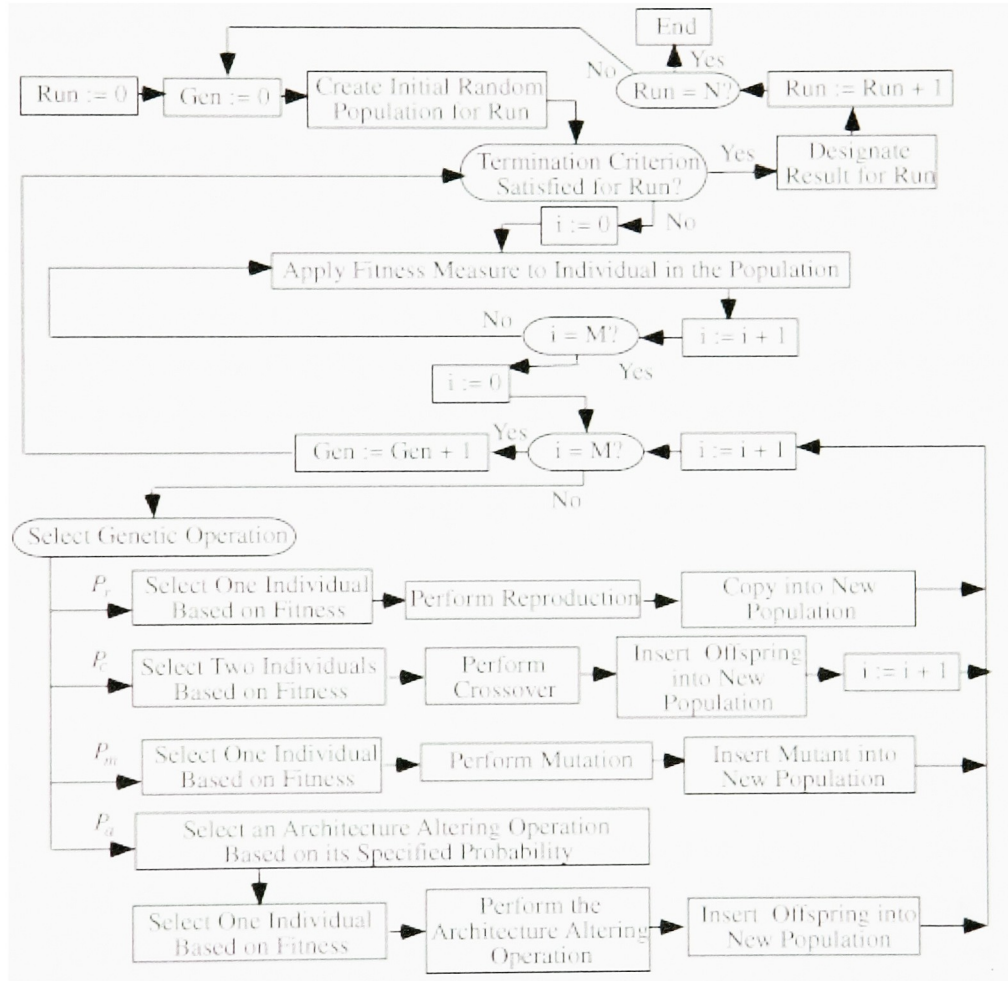 End
No
Yes
Run := 0
Gen := 0
Create Initial Random
Population for Run
Run = N?
Run := Run + 1
Termination Criterion
Satisfied for Run?
Yes
Designate
Result for Run
i := 0
No
Apply Fitness Measure to Individual in the Population
No
i = M?
i := i + 1
Yes
i := 0
Gen := Gen + 1
Yes
i = M?
i := i + 1
No
Select Genetic Operation
Pr
Select One Individual
Based on Fitness
Perform Reproduction
Copy into New
Population
Pc
Select Two Individuals
Based on Fitness
Perform
Crossover
Insert Offspring
into New
Population
i := i + 1
Pm
Select One Individual
Based on Fitness
Perform Mutation
Insert Mutant into
New Population
Pa
Select an Architecture Altering Operation
Based on its Specified Probability
Select One Individual
Based on Fitness
Perform the
Architecture Altering
Operation
Insert Offspring into
New Population